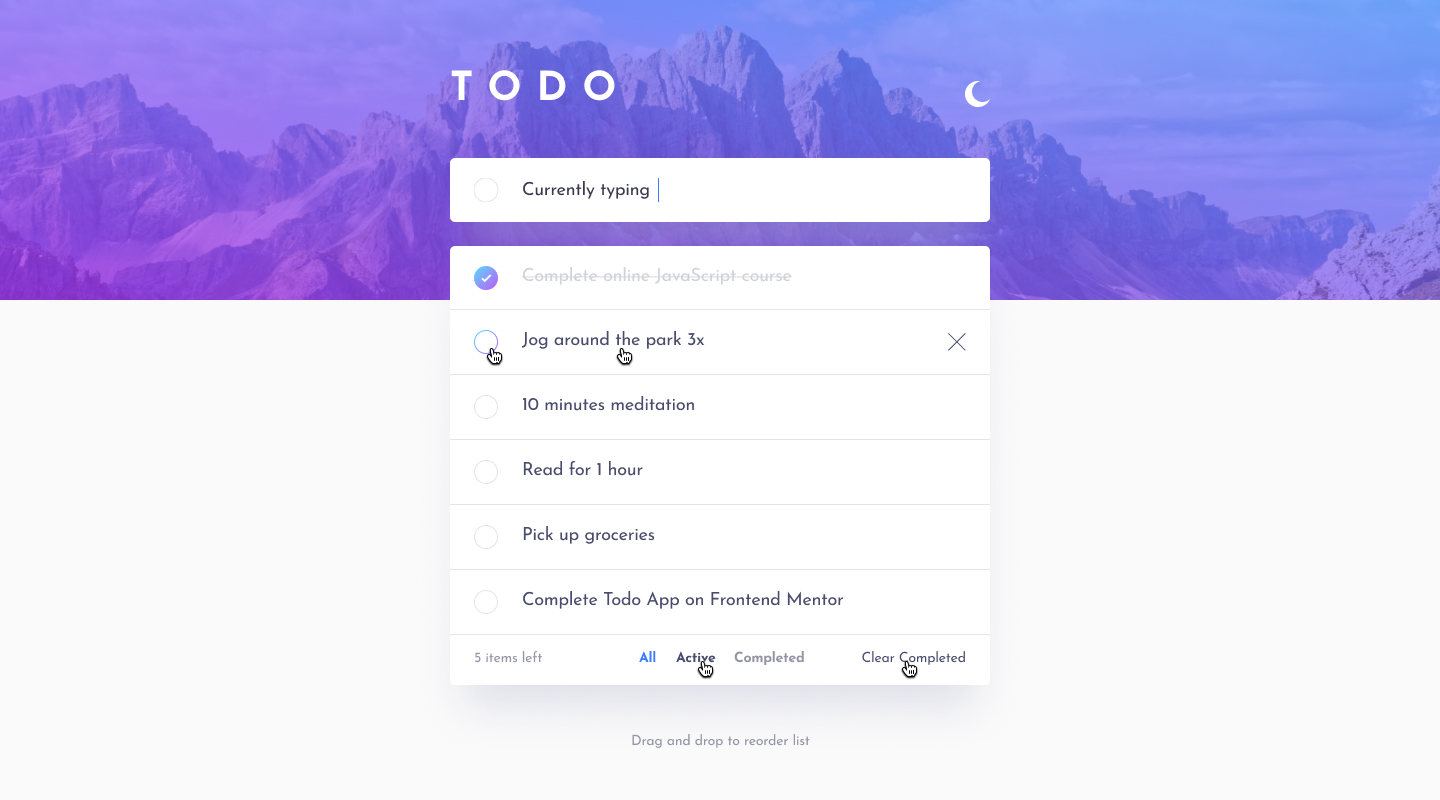 TODO
Currently typing
Complete online JavaScript course
Jog around the park 3x
10 minutes meditation
Read for 1 hour
Pick up groceries
Complete Todo App on Frontend Mentor
5 items left All Active Completed Clear Completed
Drag and drop to reorder list